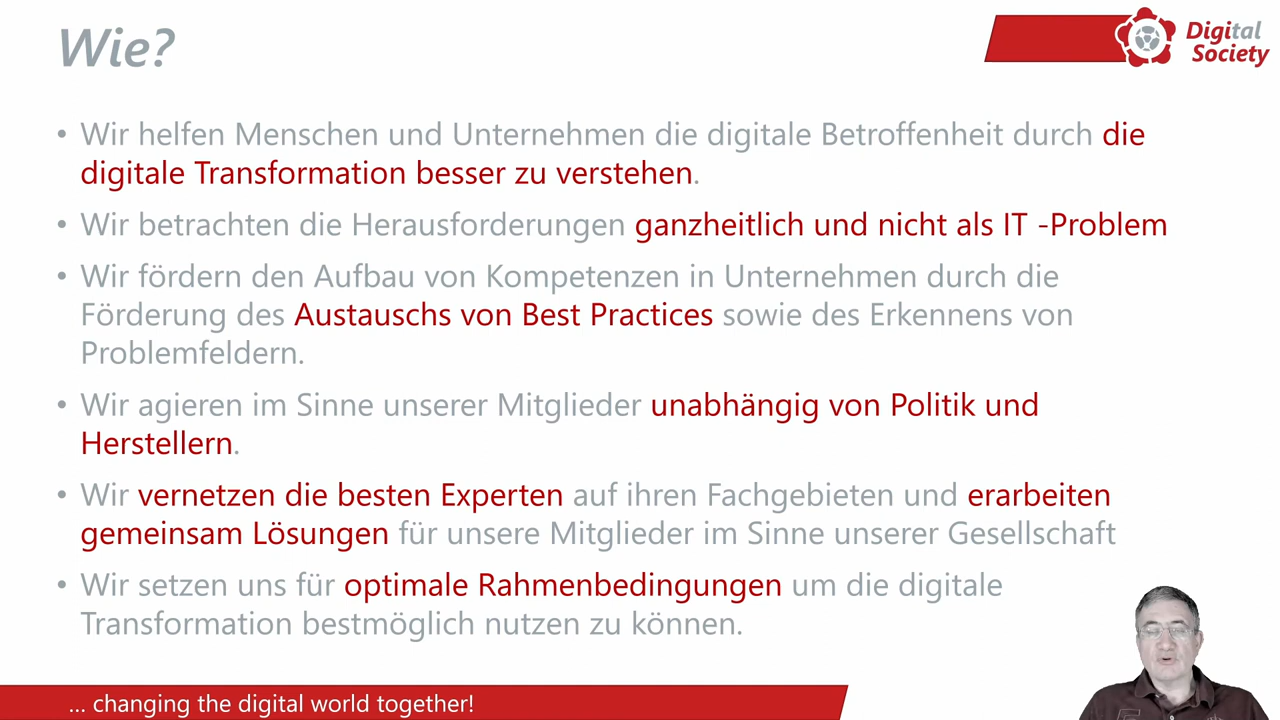 Wie?
Digital
Society
• Wir helfen Menschen und Unternehmen die digitale Betroffenheit durch die
digitale Transformation besser zu verstehen.
• Wir betrachten die Herausforderungen ganzheitlich und nicht als IT -Problem
• Wir fördern den Aufbau von Kompetenzen in Unternehmen durch die
Förderung des Austauschs von Best Practices sowie des Erkennens von
Problemfeldern.
• Wir agieren im Sinne unserer Mitglieder unabhängig von Politik und
Herstellern.
• Wir vernetzen die besten Experten auf ihren Fachgebieten und erarbeiten
gemeinsam Lösungen für unsere Mitglieder im Sinne unserer Gesellschaft
• Wir setzen uns für optimale Rahmenbedingungen um die digitale
Transformation bestmöglich nutzen zu können.
... changing the digital world together!